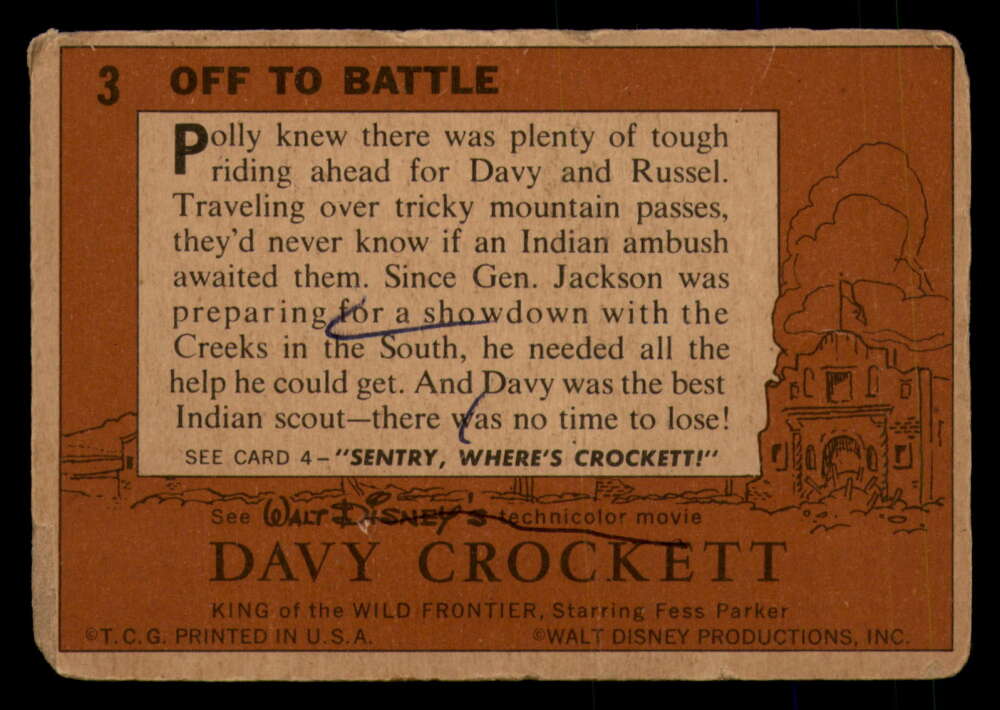 3 OFF TO BATTLE
Polly knew there was plenty of tough
riding ahead for Davy and Russel.
Traveling over tricky mountain passes,
they'd never know if an Indian ambush
awaited them. Since Gen. Jackson was
preparing for a showdown with the
Creeks in the South, he needed all the
help he could get. And Davy was the best
Indian scout—there was no time to lose!
SEE CARD 4–"SENTRY, WHERE'S CROCKETT!"
See WALT DISNEY'S technicolor movie
DAVY CROCKETT
KING of the WILD FRONTIER, Starring Fess Parker
©T.C.G. PRINTED IN U.S.A. ©WALT DISNEY PRODUCTIONS, INC.